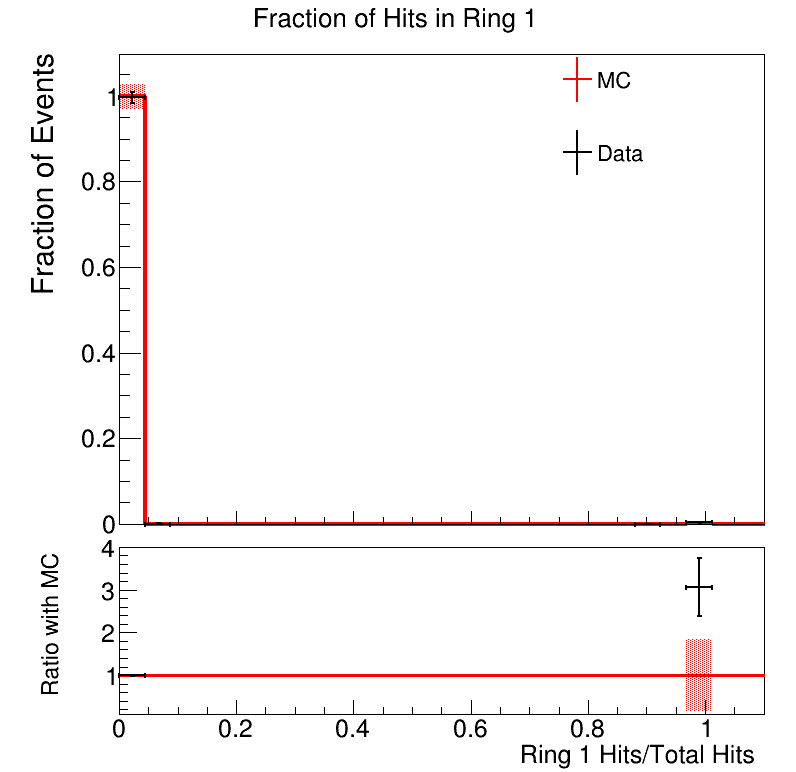 Fraction of Hits in Ring 1
Fraction of Events
1
0.8
0.6
0.4
0.2
0
MC
Data
Ratio with MC
4
3
2
1
0 0.2 0.4 0.6 0.8 1
Ring 1 Hits/Total Hits